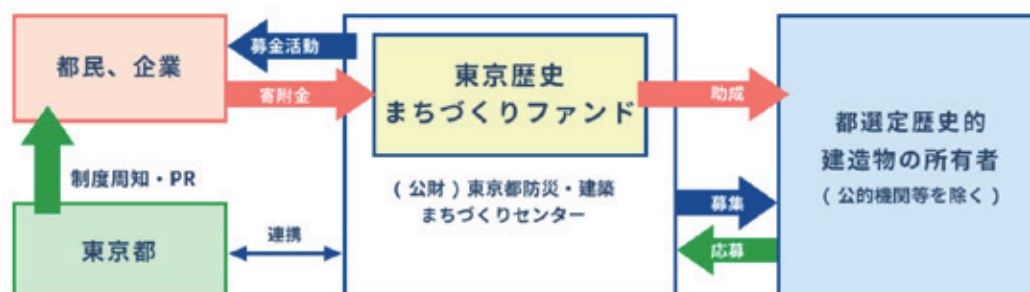 都民、企業
募金活動
寄附金
東京歴史
まちづくりファンド
助成
都選定歴史的
建造物の所有者
（公的機関等を除く）
制度周知・PR
（公財）東京都防災・建築
まちづくりセンター
募集
応募
東京都
連携